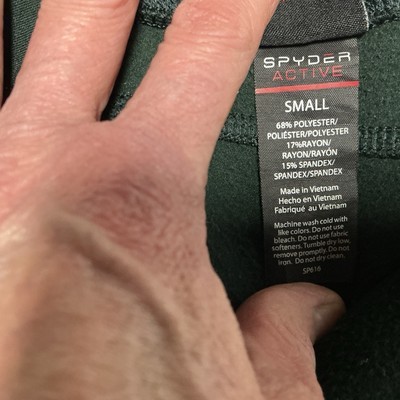 SPYDER
ACTIVE
SMALL
68% POLYESTER/
POLIÉSTER/POLYESTER
17%RAYON/
RAYON/RAYÓN
15% SPANDEX/
SPANDEX/SPANDEX
Made in Vietnam
Hecho en Vietnam
Fabriqué au Vietnam
Machine wash cold with
like colors. Do not use
bleach. Do not use fabric
softeners. Tumble dry low,
remove promptly. Do not
iron. Do not dry clean.
SP616